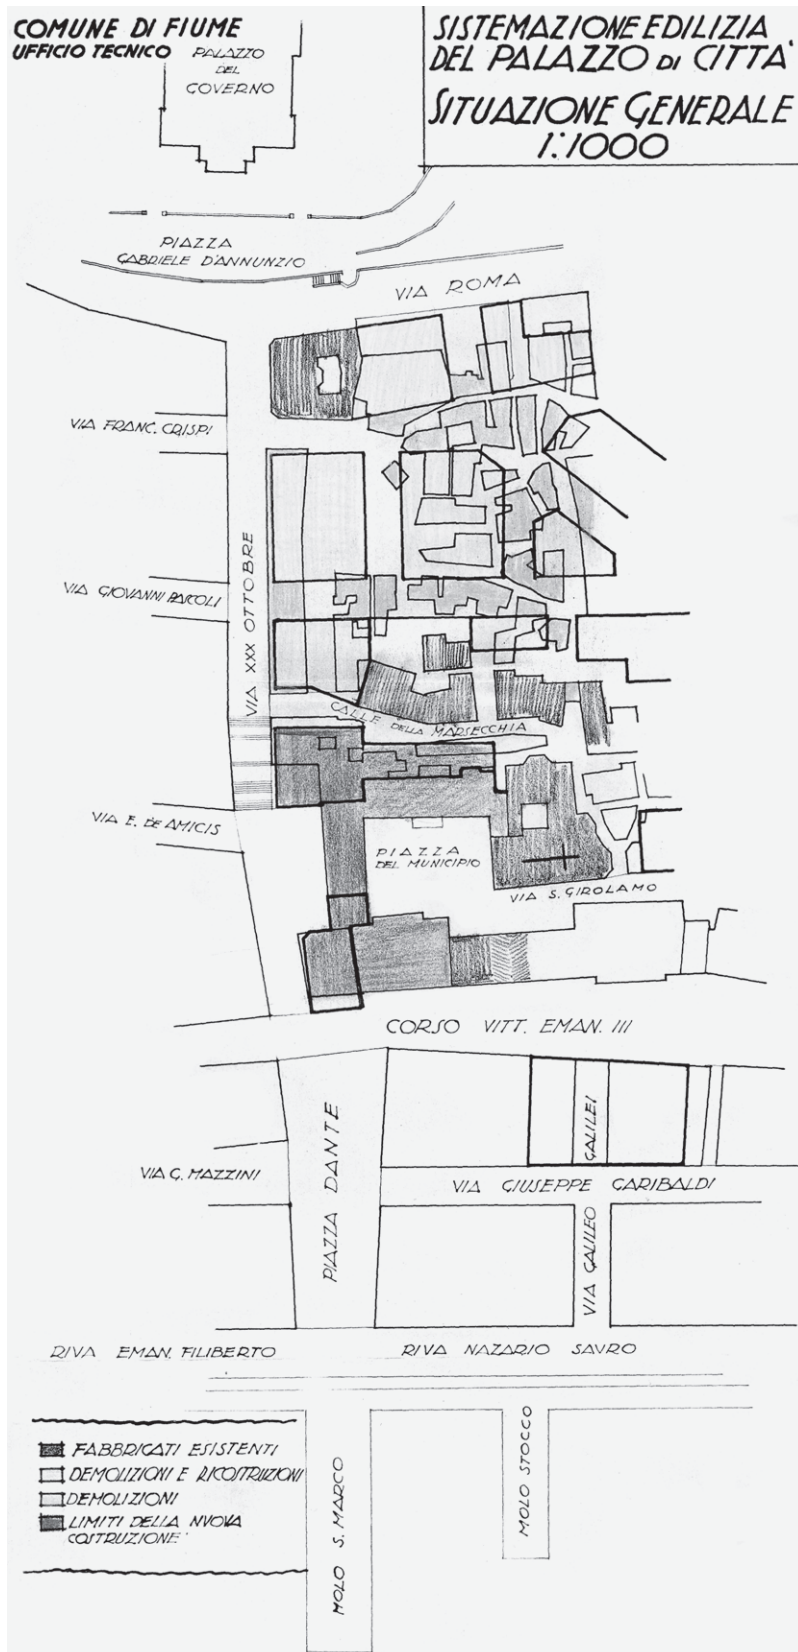 COMUNE DI FIUME
UFFICIO TECNICO
SISTEMAZIONE EDILIZIA
DEL PALAZZO DI CITTÀ
SITUAZIONE GENERALE
1:1000
PALAZZO
DEL
GOVERNO
PIAZZA
GABRIELE D'ANNUNZIO
VIA ROMA
VIA FRANC. CRISPI
VIA XXX OTTOBRE
VIA GIOVANNI PASCOLI
CALLE DELLA MARSECCHIA
VIA E. DE AMICIS
PIAZZA
DEL MUNICIPIO
VIA S. GIROLAMO
CORSO VITT. EMAN. III
PIAZZA DANTE
GALILEI
VIA G. MAZZINI
VIA GIUSEPPE GARIBALDI
VIA GALILEO
RIVA EMAN. FILIBERTO
RIVA NAZARIO SAURO
MOLO S. MARCO
MOLO STOCCO
FABBRICATI ESISTENTI
DEMOLIZIONI E RICOSTRUZIONI
DEMOLIZIONI
LIMITI DELLA NUOVA
COSTRUZIONE